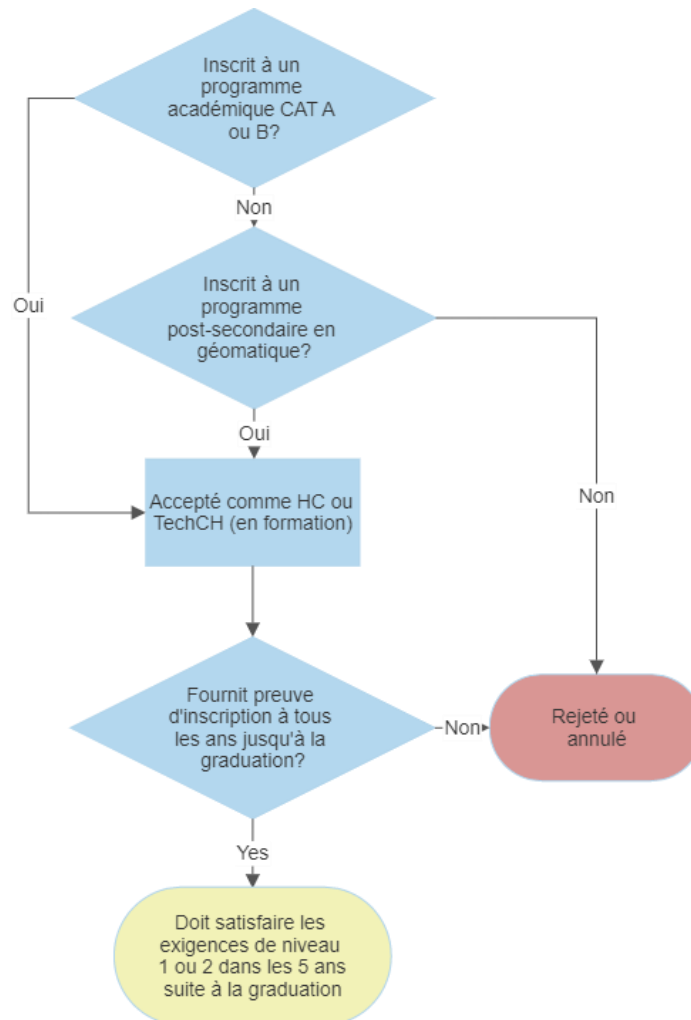 Inscrit à un
programme
académique CAT A
ou B?
Non
Oui
Inscrit à un
programme
post-secondaire en
géomatique?
Oui
Non
Accepté comme HC ou
TechCH (en formation)
Fournit preuve
d'inscription à tous
les ans jusqu'à la
graduation?
Non
Rejeté ou
annulé
Yes
Doit satisfaire les
exigences de niveau
1 ou 2 dans les 5 ans
suite à la graduation